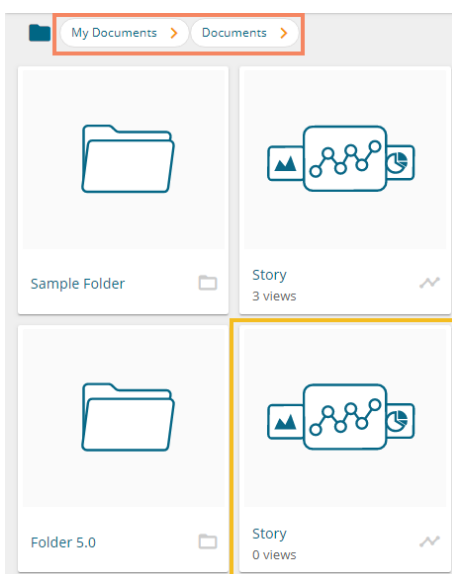 My Documents Documents
Sample Folder
Story
3 views
Folder 5.0
Story
0 views